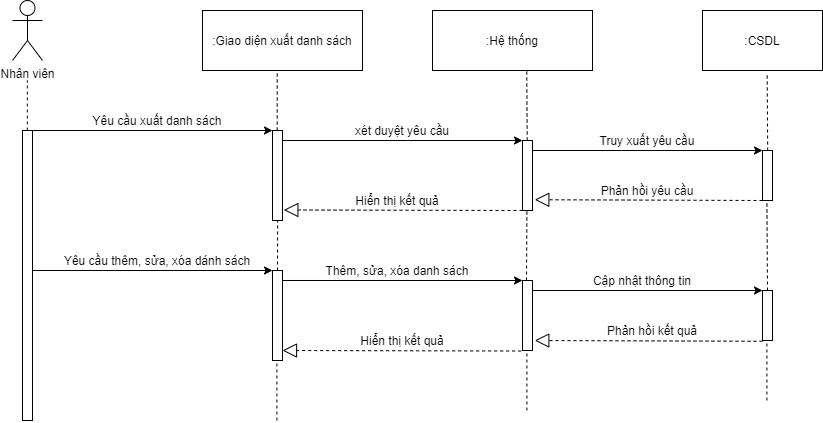 Nhân viên
:Giao diện xuất danh sách
:Hệ thống
:CSDL
Yêu cầu xuất danh sách
xét duyệt yêu cầu
Truy xuất yêu cầu
Phản hồi yêu cầu
Hiển thị kết quả
Yêu cầu thêm, sửa, xóa dánh sách
Thêm, sửa, xóa danh sách
Cập nhật thông tin
Phản hồi kết quả
Hiển thị kết quả